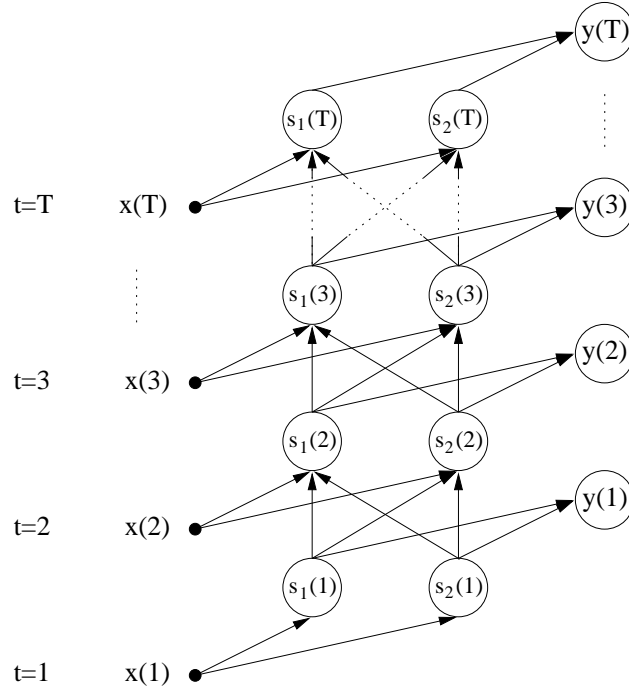 y(T)
s1(T) s2(T)
t=T x(T) y(3)
s1(3) s2(3)
t=3 x(3) y(2)
s1(2) s2(2)
t=2 x(2) y(1)
s1(1) s2(1)
t=1 x(1)